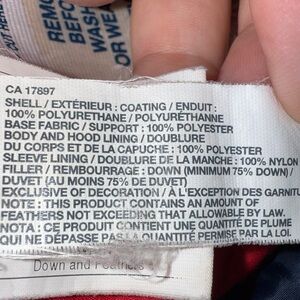 OUT HERE
REMO
BEFO
WASH
OR WE
CA 17897
SHELL / EXTÉRIEUR : COATING / ENDUIT :
100% POLYURETHANE / POLYURÉTHANNE
BASE FABRIC / SUPPORT : 100% POLYESTER
BODY AND HOOD LINING / DOUBLURE
DU CORPS ET DE LA CAPUCHE : 100% POLYESTER
SLEEVE LINING / DOUBLURE DE LA MANCHE : 100% NYLON
FILLER / REMBOURRAGE : DOWN (MINIMUM 75% DOWN) /
DUVET (AU MOINS 75% DE DUVET)
EXCLUSIVE OF DECORATION / À L'EXCEPTION DES GARNITU
NOTE : THIS PRODUCT CONTAINS AN AMOUNT OF
FEATHERS NOT EXCEEDING THAT ALLOWABLE BY LAW.
NOTA : CE PRODUIT CONTIENT UNE QUANTITÉ DE PLUME
QUI NE DÉPASSE PAS LA QUANTITÉ PERMISE PAR LA LOI.
Down and Feathers